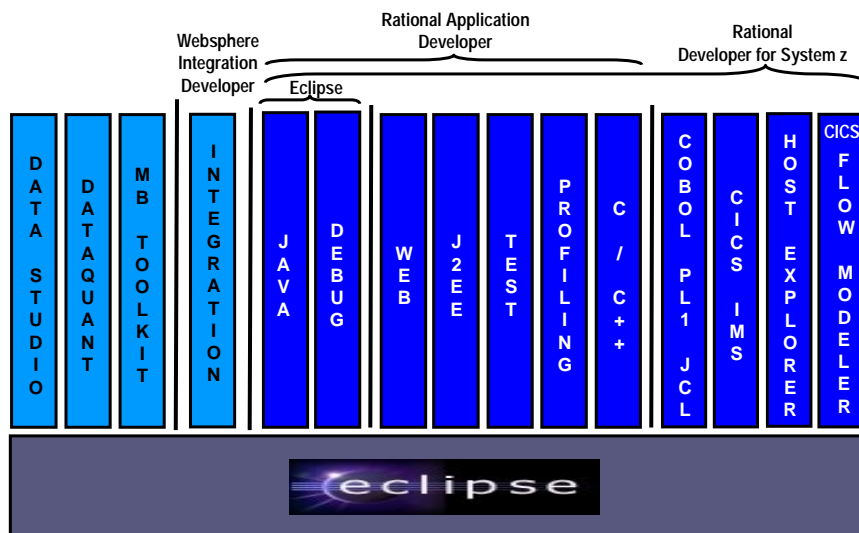 Rational Application
Developer
Rational
Developer for System z
Websphere
Integration
Developer
Eclipse
DATA STUDIO
DATAQUANT
MB TOOLKIT
INTEGRATION
JAVA
DEBUG
WEB
J2EE
TEST
PROFILING
C / C++
COBOL PL1 JCL
CICS IMS
HOST EXPLORER
CICS FLOW MODELER
eclipse